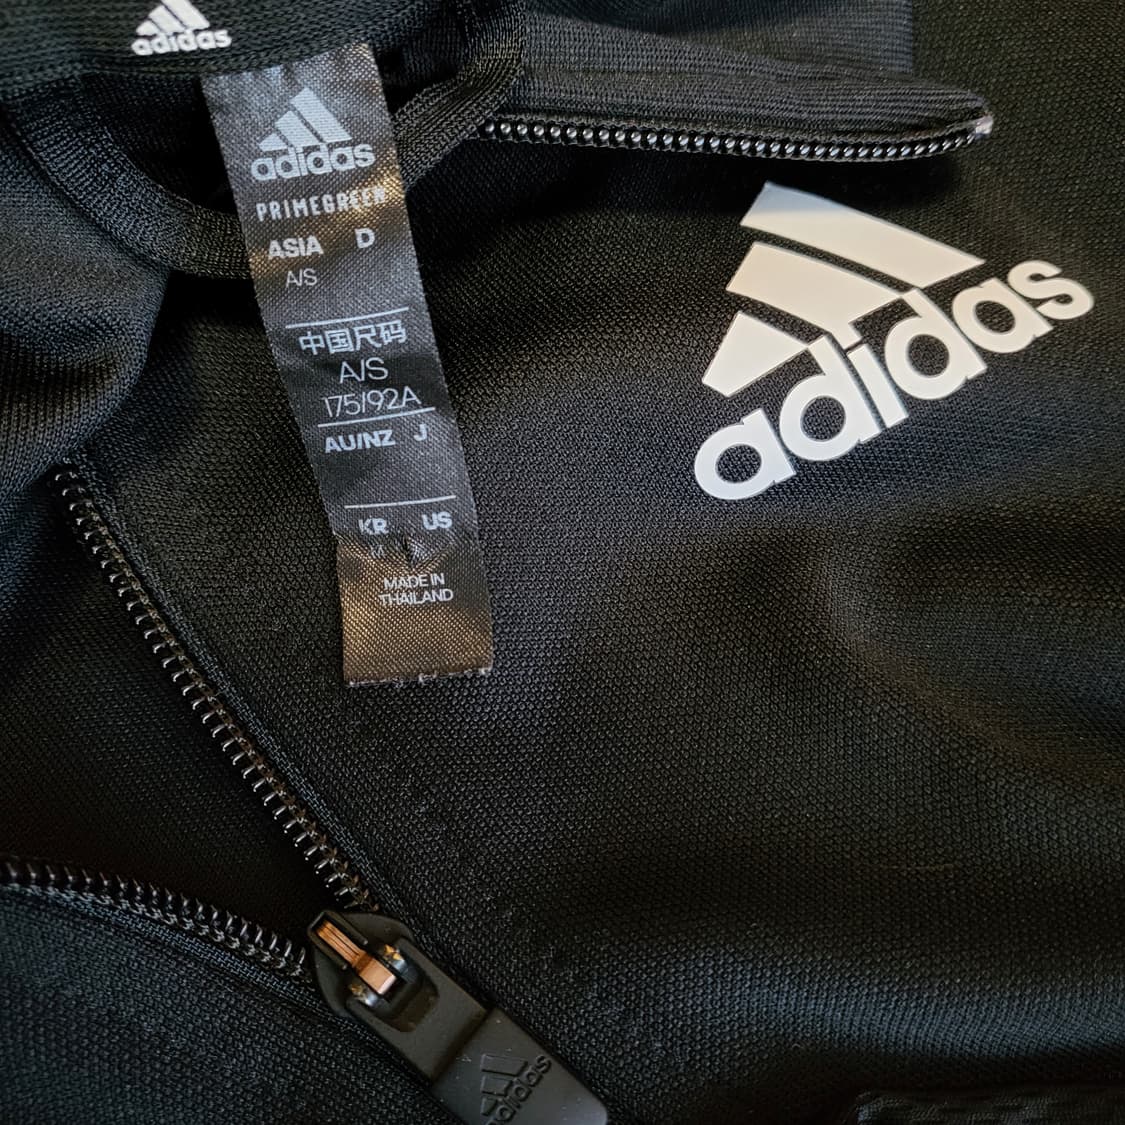 adidas
adidas
PRIMEGREEN
ASIA D
A/S
中国尺码
A/S
175/92A
AU/NZ J
KR US
MADE IN
THAILAND
adidas
adidas